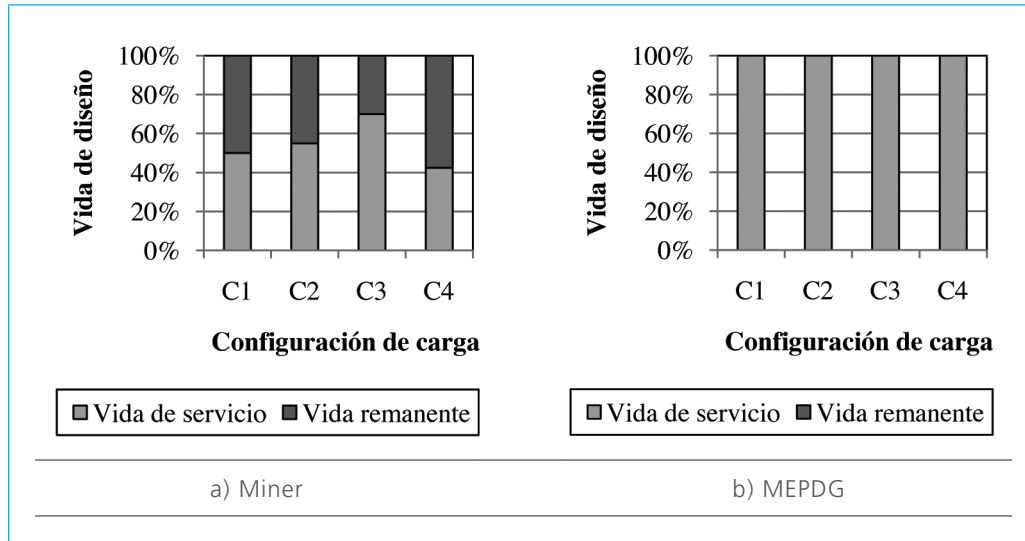 Vida de diseño
100%
80%
60%
40%
20%
0%
C1 C2 C3 C4
Configuración de carga
Vida de servicio Vida remanente
a) Miner
Vida de diseño
100%
80%
60%
40%
20%
0%
C1 C2 C3 C4
Configuración de carga
Vida de servicio Vida remanente
b) MEPDG